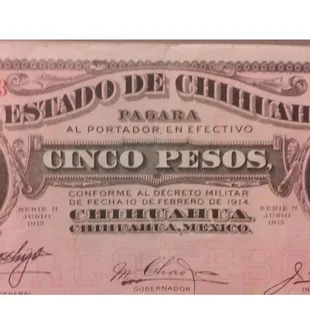 ESTADO DE CHIHUAH
PAGARA
AL PORTADOR, EN EFECTIVO
CINCO PESOS,
CONFORME AL DECRETO MILITAR
DE FECHA 10 DE FEBRERO DE 1914.
SERIE M
JUNIO
1915
CHIHUAHUA,
CHIHUAHUA, MEXICO.
SERIE M
JUNIO
1915
GOBERNADOR